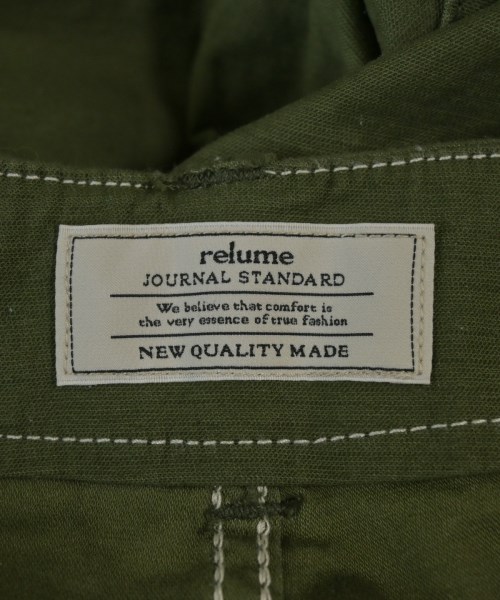 relume
JOURNAL STANDARD
We believe that comfort is
the very essence of true fashion
NEW QUALITY MADE